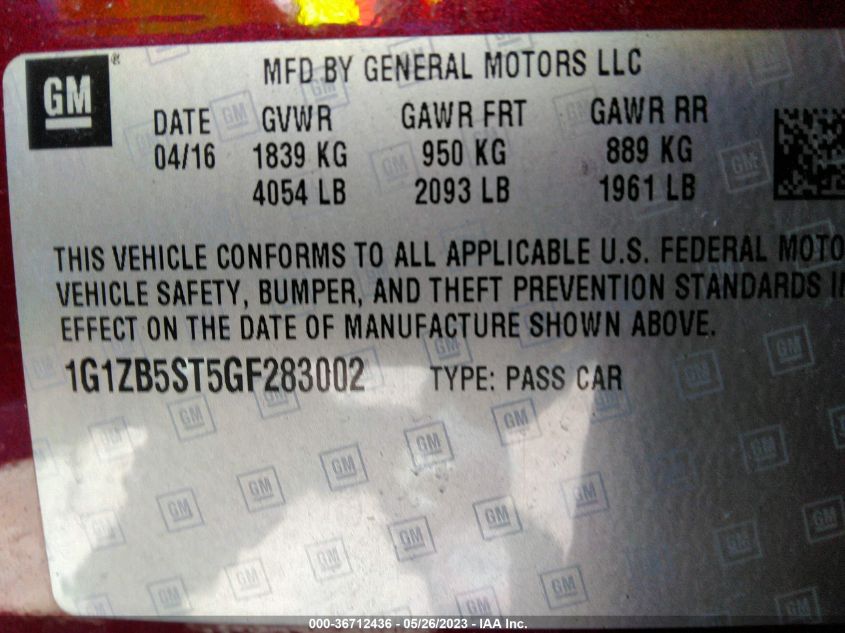 GM
MFD BY GENERAL MOTORS LLC
DATE GVWR GAWR FRT GAWR RR
04/16 1839 KG 950 KG 889 KG
4054 LB 2093 LB 1961 LB
THIS VEHICLE CONFORMS TO ALL APPLICABLE U.S. FEDERAL MOTO
VEHICLE SAFETY, BUMPER, AND THEFT PREVENTION STANDARDS I
EFFECT ON THE DATE OF MANUFACTURE SHOWN ABOVE.
1G1ZB5ST5GF283002 TYPE: PASS CAR
000-36712436 - 05/26/2023 - IAA Inc.